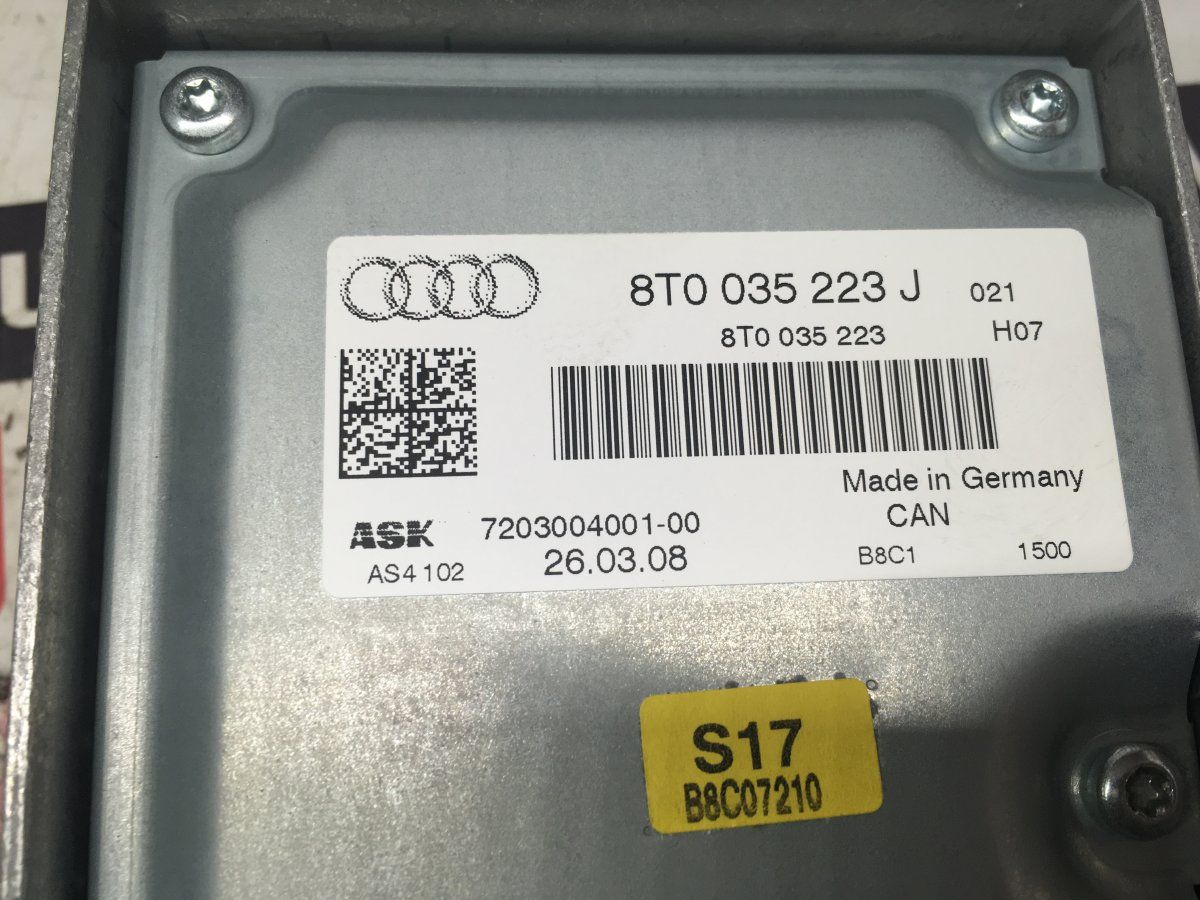 8T0 035 223 J 021
8T0 035 223 H07
Made in Germany
ASK 7203004001-00 CAN
AS4 102 26.03.08 B8C1 1500
S17
B8C07210